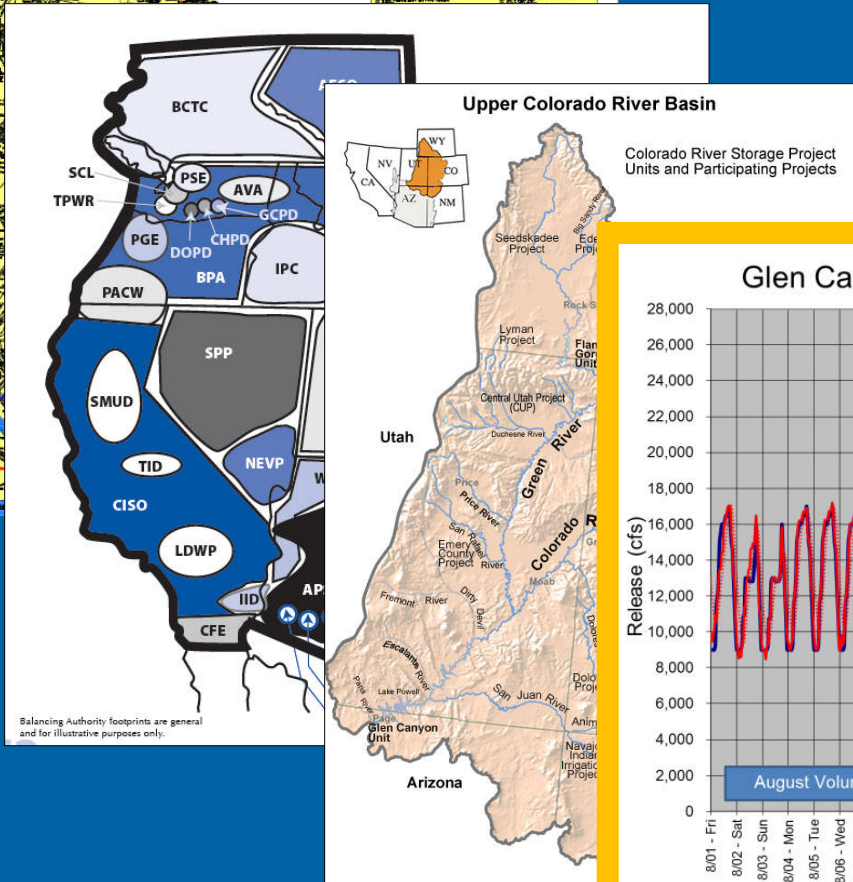 BCTC
SCL
PSE
TPWR
AVA
GCPD
CHPD
DOPD
PGE
BPA
IPC
PACW
SPP
SMUD
TID
NEVP
CISO
LDWP
IID
CFE
Balancing Authority footprints are general
and for illustrative purposes only.
Upper Colorado River Basin
Colorado River Storage Project
Units and Participating Projects
WY
NV
UT
CO
CA
AZ
NM
Big Sandy River
Seedskadee
Project
Lyman
Project
Central Utah Project
(CUP)
Duchesne River
Utah
Green River
Price
Price River
San Rafael River
Emery
County
Project
Colorado
Moab
Fremont River
Dirty Devil
Escalante River
Paria River
Lake Powell
San Juan River
Page
Glen Canyon
Unit
Arizona
Glen
28,000
26,000
24,000
22,000
20,000
18,000
16,000
14,000
12,000
10,000
8,000
6,000
4,000
2,000
0
Release (cfs)
August
8/01 - Fri
8/02 - Sat
8/03 - Sun
8/04 - Mon
8/05 - Tue
8/06 - Wed